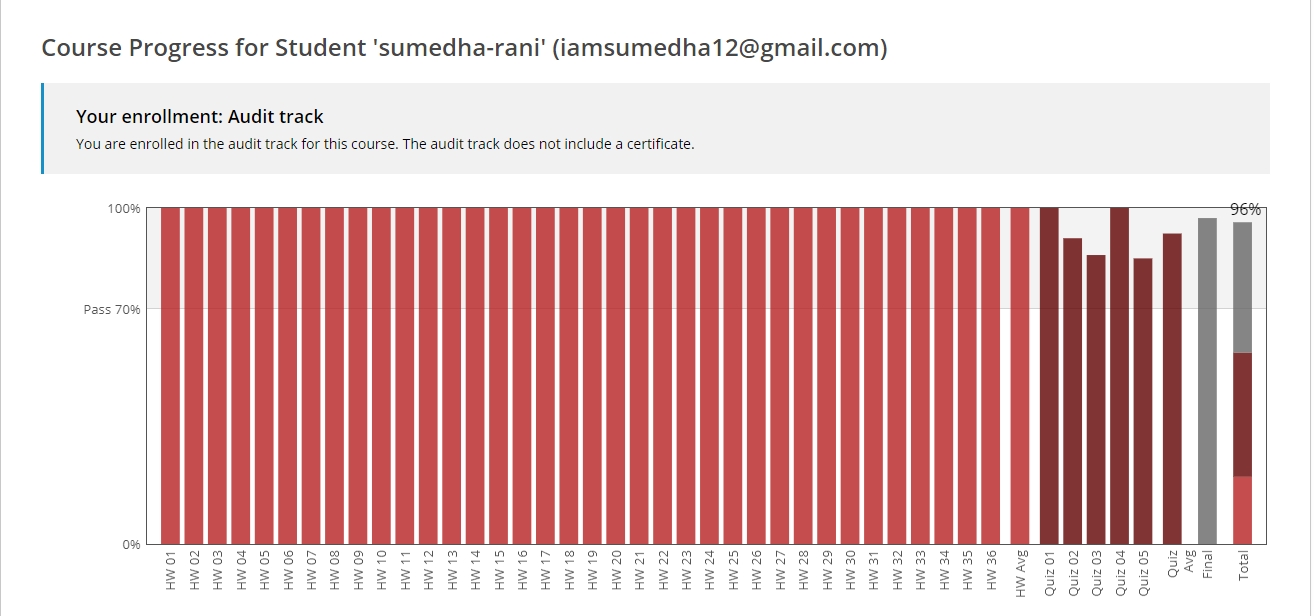 Course Progress for Student 'sumedha-rani' (iamsumedha12@gmail.com)
Your enrollment: Audit track
You are enrolled in the audit track for this course. The audit track does not include a certificate.
96%
100%
Pass 70%
0%
HW 01
HW 02
HW 03
HW 04
HW 05
HW 06
HW 07
HW 08
HW 09
HW 10
HW 11
HW 12
HW 13
HW 14
HW 15
HW 16
HW 17
HW 18
HW 19
HW 20
HW 21
HW 22
HW 23
HW 24
HW 25
HW 26
HW 27
HW 28
HW 29
HW 30
HW 31
HW 32
HW 33
HW 34
HW 35
HW 36
HW Avg
Quiz 01
Quiz 02
Quiz 03
Quiz 04
Quiz 05
Quiz
Avg
Final
Total